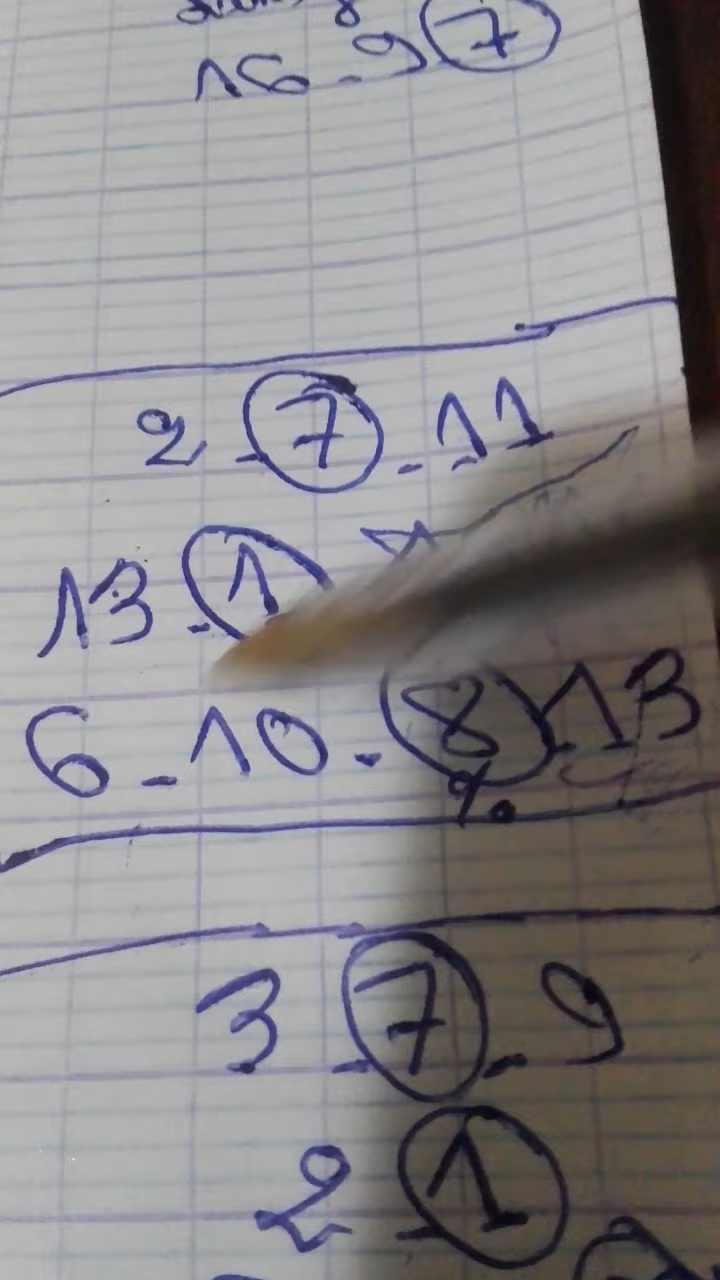 16 - 9 7
2 - 7 - 11
13 - 1
6 - 10 - 8 13
%
3 - 7 - 9
2 - 1